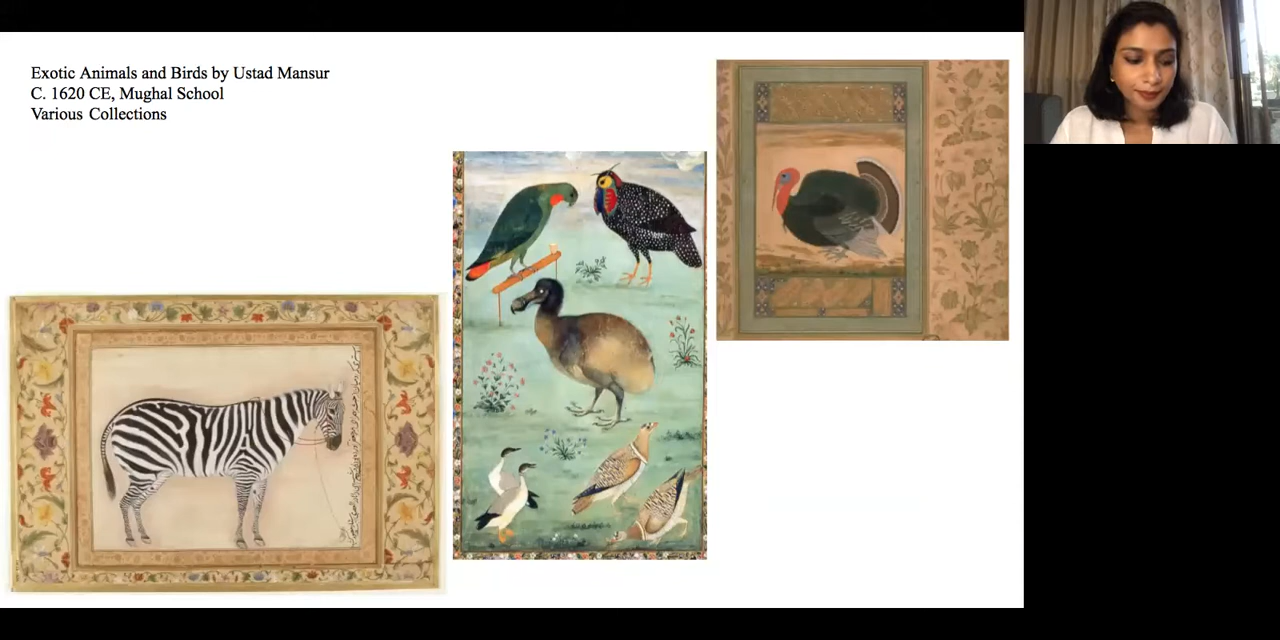 Exotic Animals and Birds by Ustad Mansur
C. 1620 CE, Mughal School
Various Collections